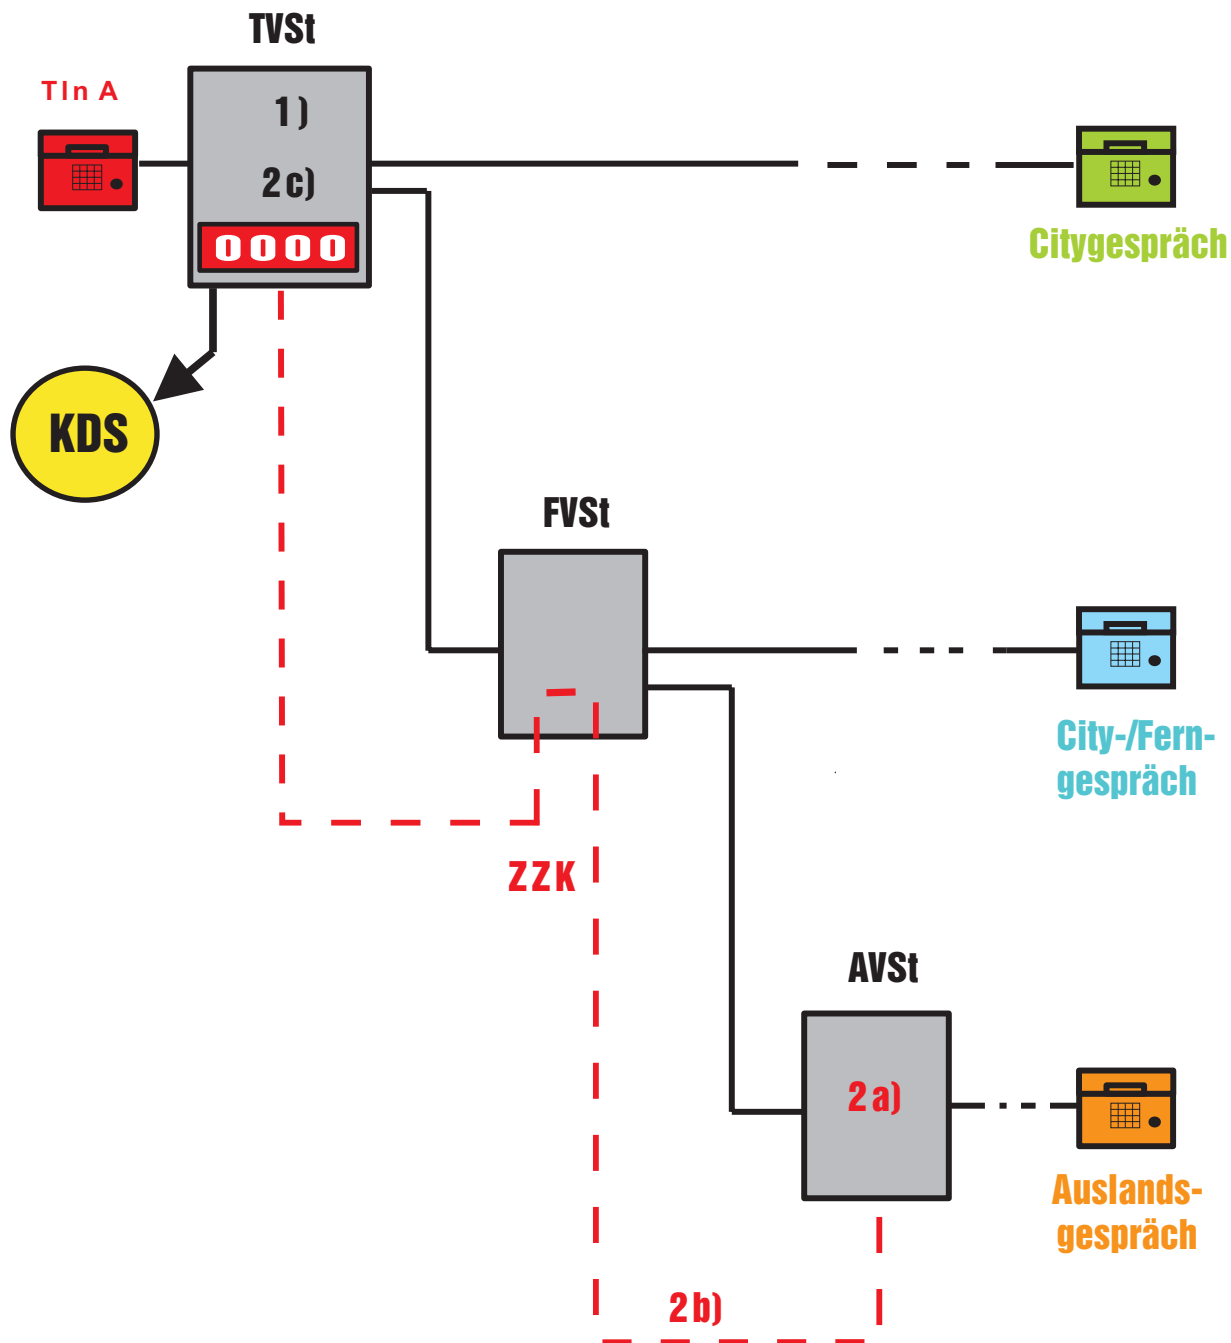 TVSt
Tln A
1)
2c)
0000
Citygespräch
KDS
FVSt
City-/Fern-
gespräch
ZZK
AVSt
2a)
Auslands-
gespräch
2b)